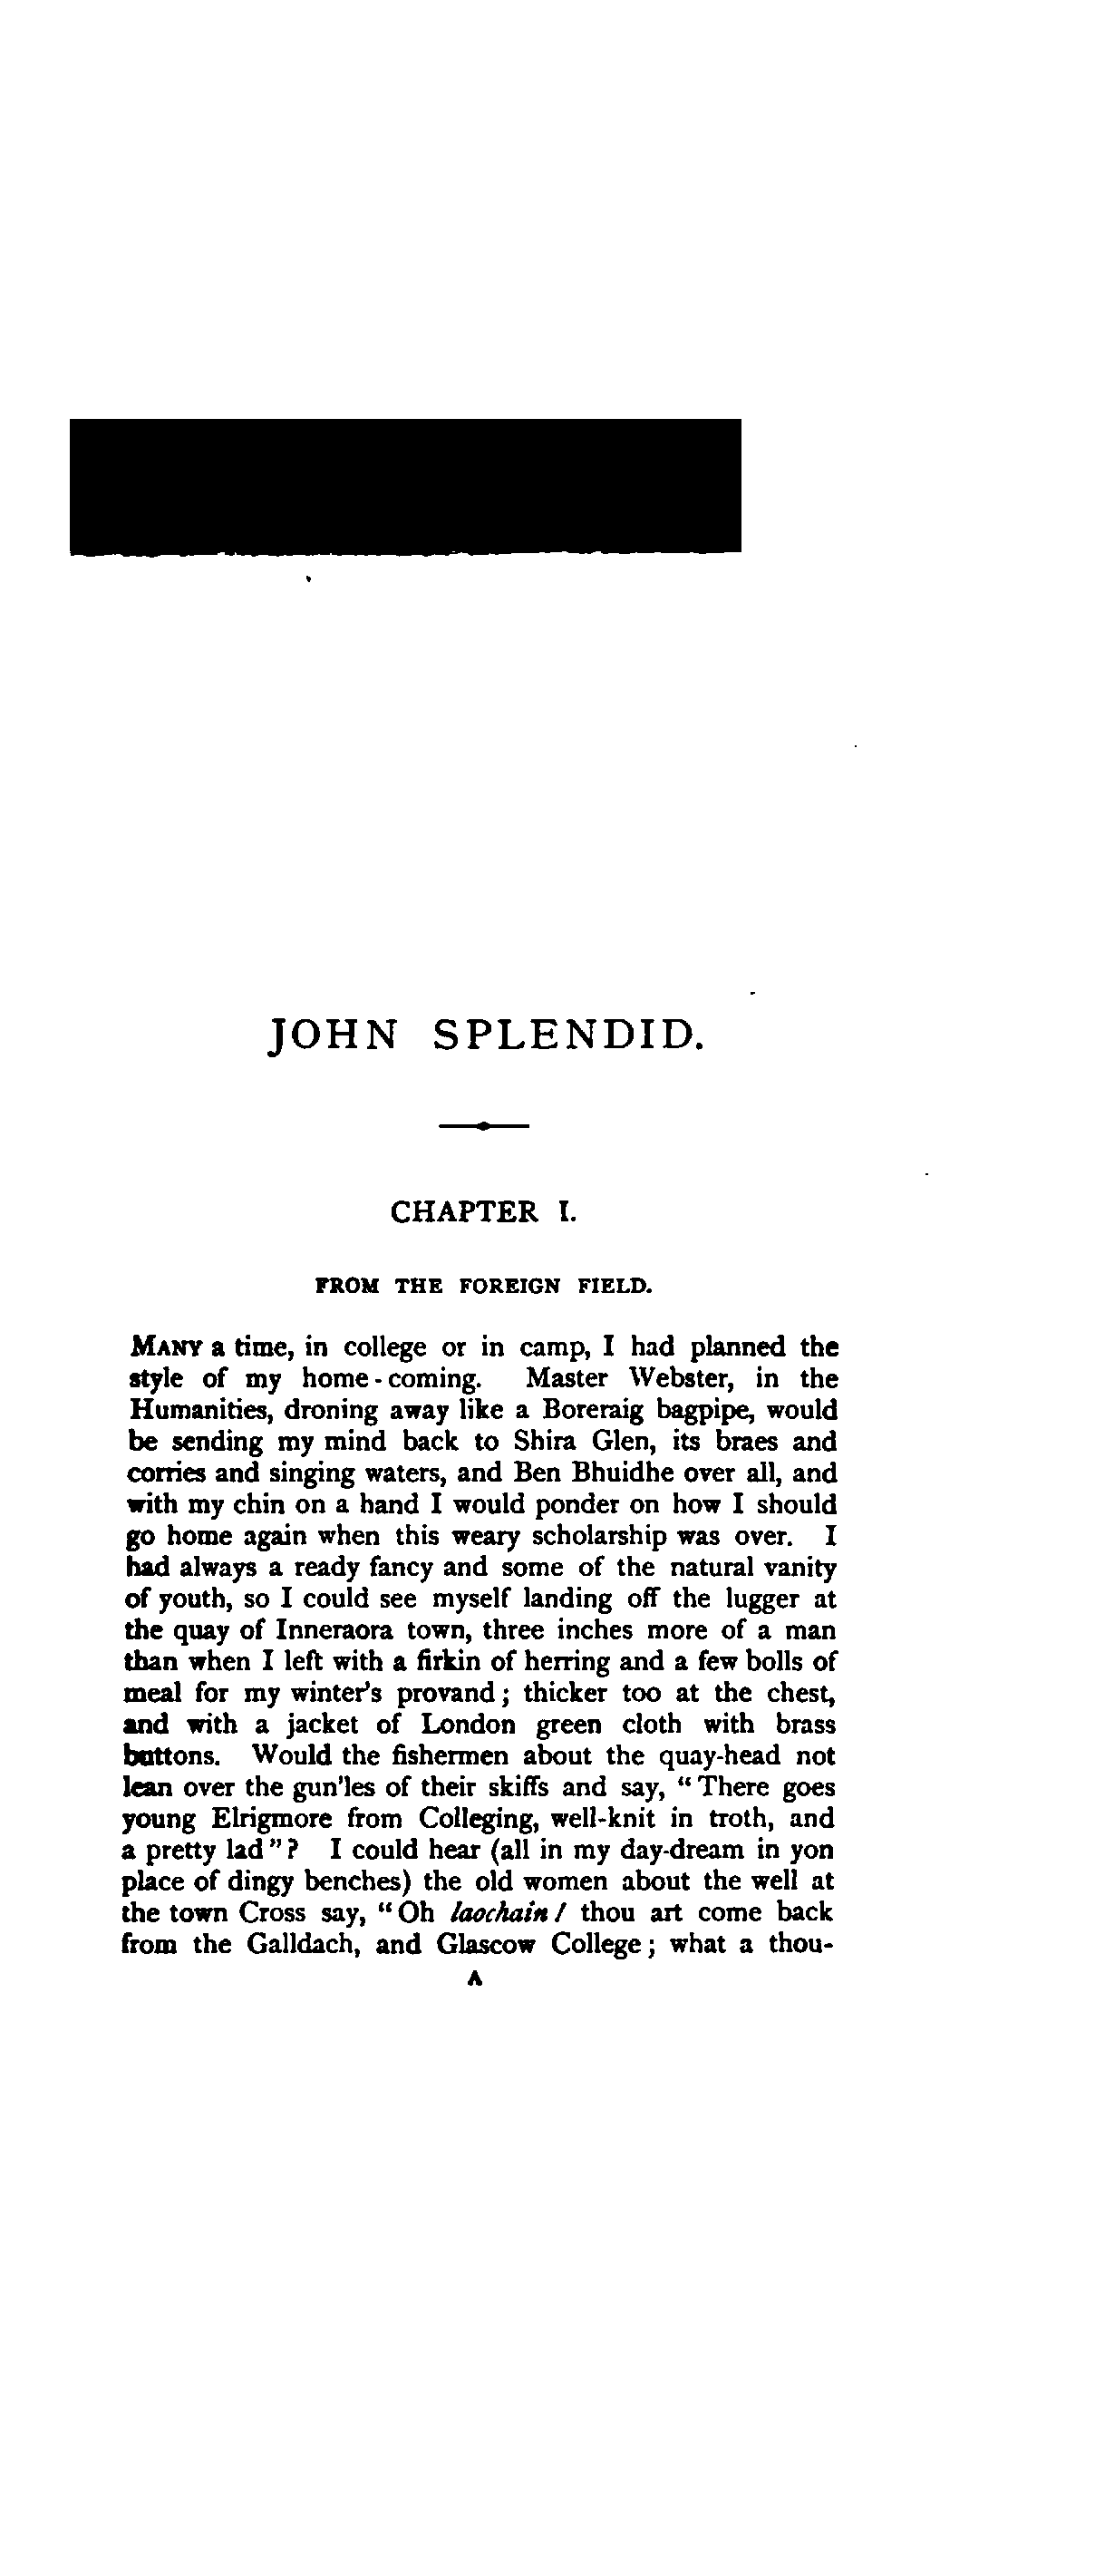 JOHN SPLENDID.
CHAPTER I.
FROM THE FOREIGN FIELD.
MANY a time, in college or in camp, I had planned the
style of my home-coming. Master Webster, in the
Humanities, droning away like a Boreraig bagpipe, would
be sending my mind back to Shira Glen, its braes and
corries and singing waters, and Ben Bhuidhe over all, and
with my chin on a hand I would ponder on how I should
go home again when this weary scholarship was over. I
had always a ready fancy and some of the natural vanity
of youth, so I could see myself landing off the lugger at
the quay of Inneraora town, three inches more of a man
than when I left with a firkin of herring and a few bolls of
meal for my winter's provand; thicker too at the chest,
and with a jacket of London green cloth with brass
buttons. Would the fishermen about the quay-head not
lean over the gun'les of their skiffs and say, "There goes
young Elrigmore from Colleging, well-knit in troth, and
a pretty lad"? I could hear (all in my day-dream in yon
place of dingy benches) the old women about the well at
the town Cross say, "Oh laochain! thou art come back
from the Galldach, and Glascow College; what a thou-
A